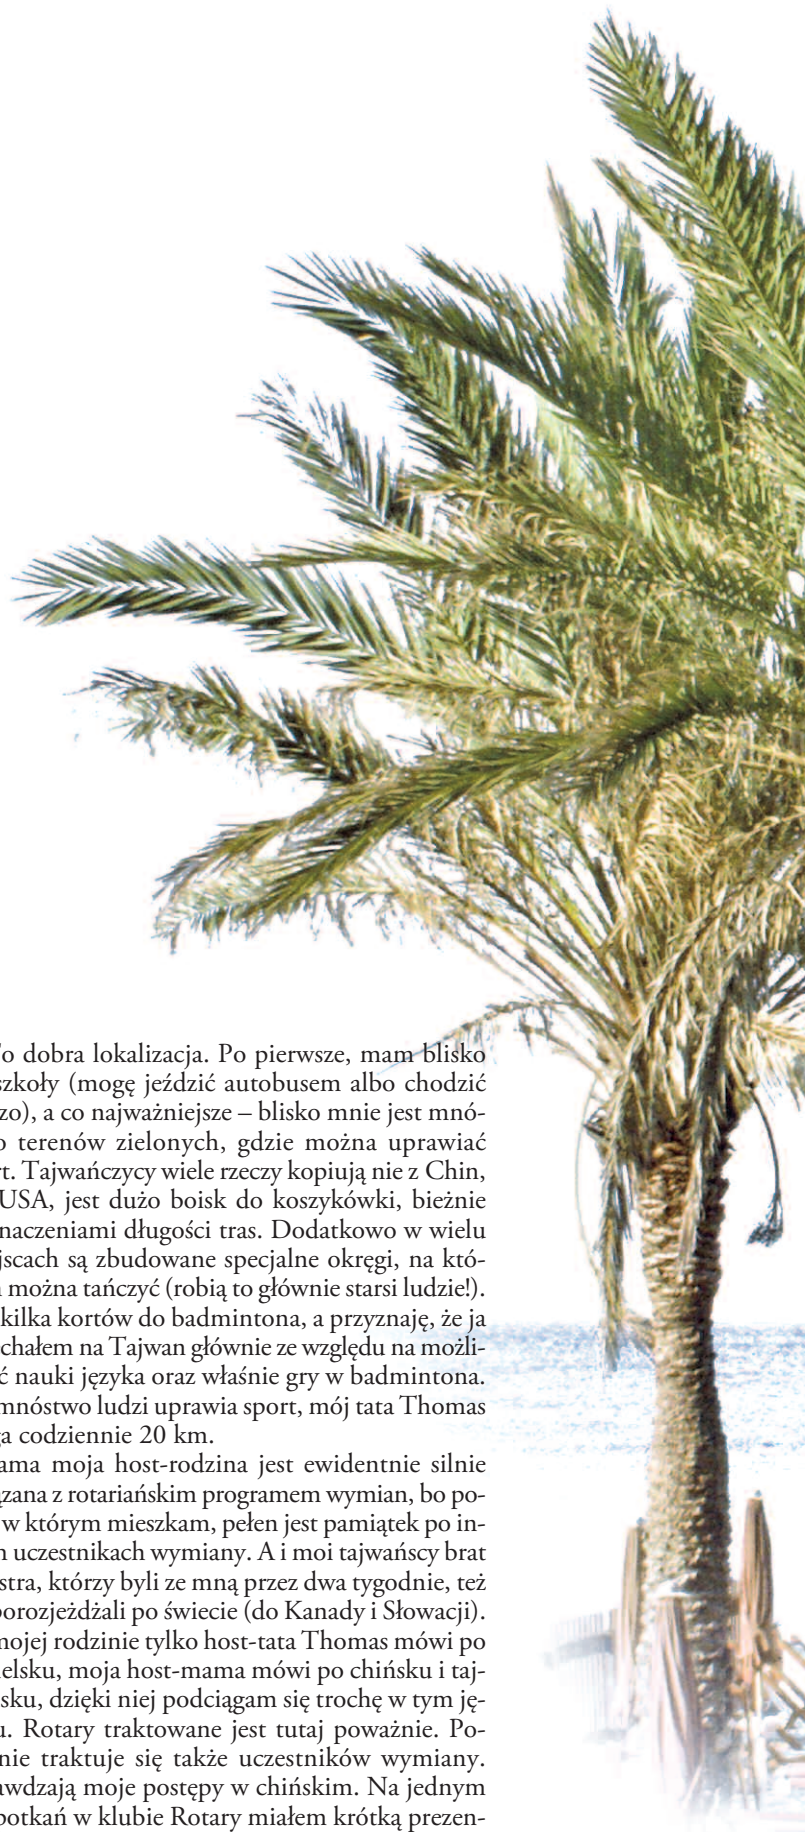 o dobra lokalizacja. Po pierwsze, mam blisko
szkoły (mogę jeździć autobusem albo chodzić
zo), a co najważniejsze – blisko mnie jest mnó-
o terenów zielonych, gdzie można uprawiać
rt. Tajwańczycy wiele rzeczy kopiują nie z Chin,
USA, jest dużo boisk do koszykówki, bieżnie
naczeniami długości tras. Dodatkowo w wielu
jscach są zbudowane specjalne okręgi, na któ-
można tańczyć (robią to głównie starsi ludzie!).
kilka kortów do badmintona, a przyznaję, że ja
chałem na Tajwan głównie ze względu na możli-
ć nauki języka oraz właśnie gry w badmintona.
mnóstwo ludzi uprawia sport, mój tata Thomas
ga codziennie 20 km.
ama moja host-rodzina jest ewidentnie silnie
ązana z rotariańskim programem wymian, bo po-
w którym mieszkam, pełen jest pamiątek po in-
h uczestnikach wymiany. A i moi tajwańscy brat
stra, którzy byli ze mną przez dwa tygodnie, też
porozjeżdżali po świecie (do Kanady i Słowacji).
mojej rodzinie tylko host-tata Thomas mówi po
ielsku, moja host-mama mówi po chińsku i taj-
sku, dzięki niej podciągam się trochę w tym ję-
u. Rotary traktowane jest tutaj poważnie. Po-
nie traktuje się także uczestników wymiany.
awdzają moje postępy w chińskim. Na jednym
potkań w klubie Rotary miałem krótką prezen-